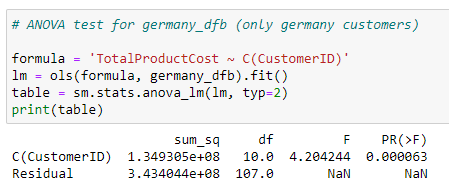 # ANOVA test for germany_dfb (only germany customers)
formula = 'TotalProductCost ~ C(CustomerID)'
lm = ols(formula, germany_dfb).fit()
table = sm.stats.anova_lm(lm, typ=2)
print(table)
sum_sq df F PR(>F)
C(CustomerID) 1.349305e+08 10.0 4.204244 0.000063
Residual 3.434044e+08 107.0 NaN NaN